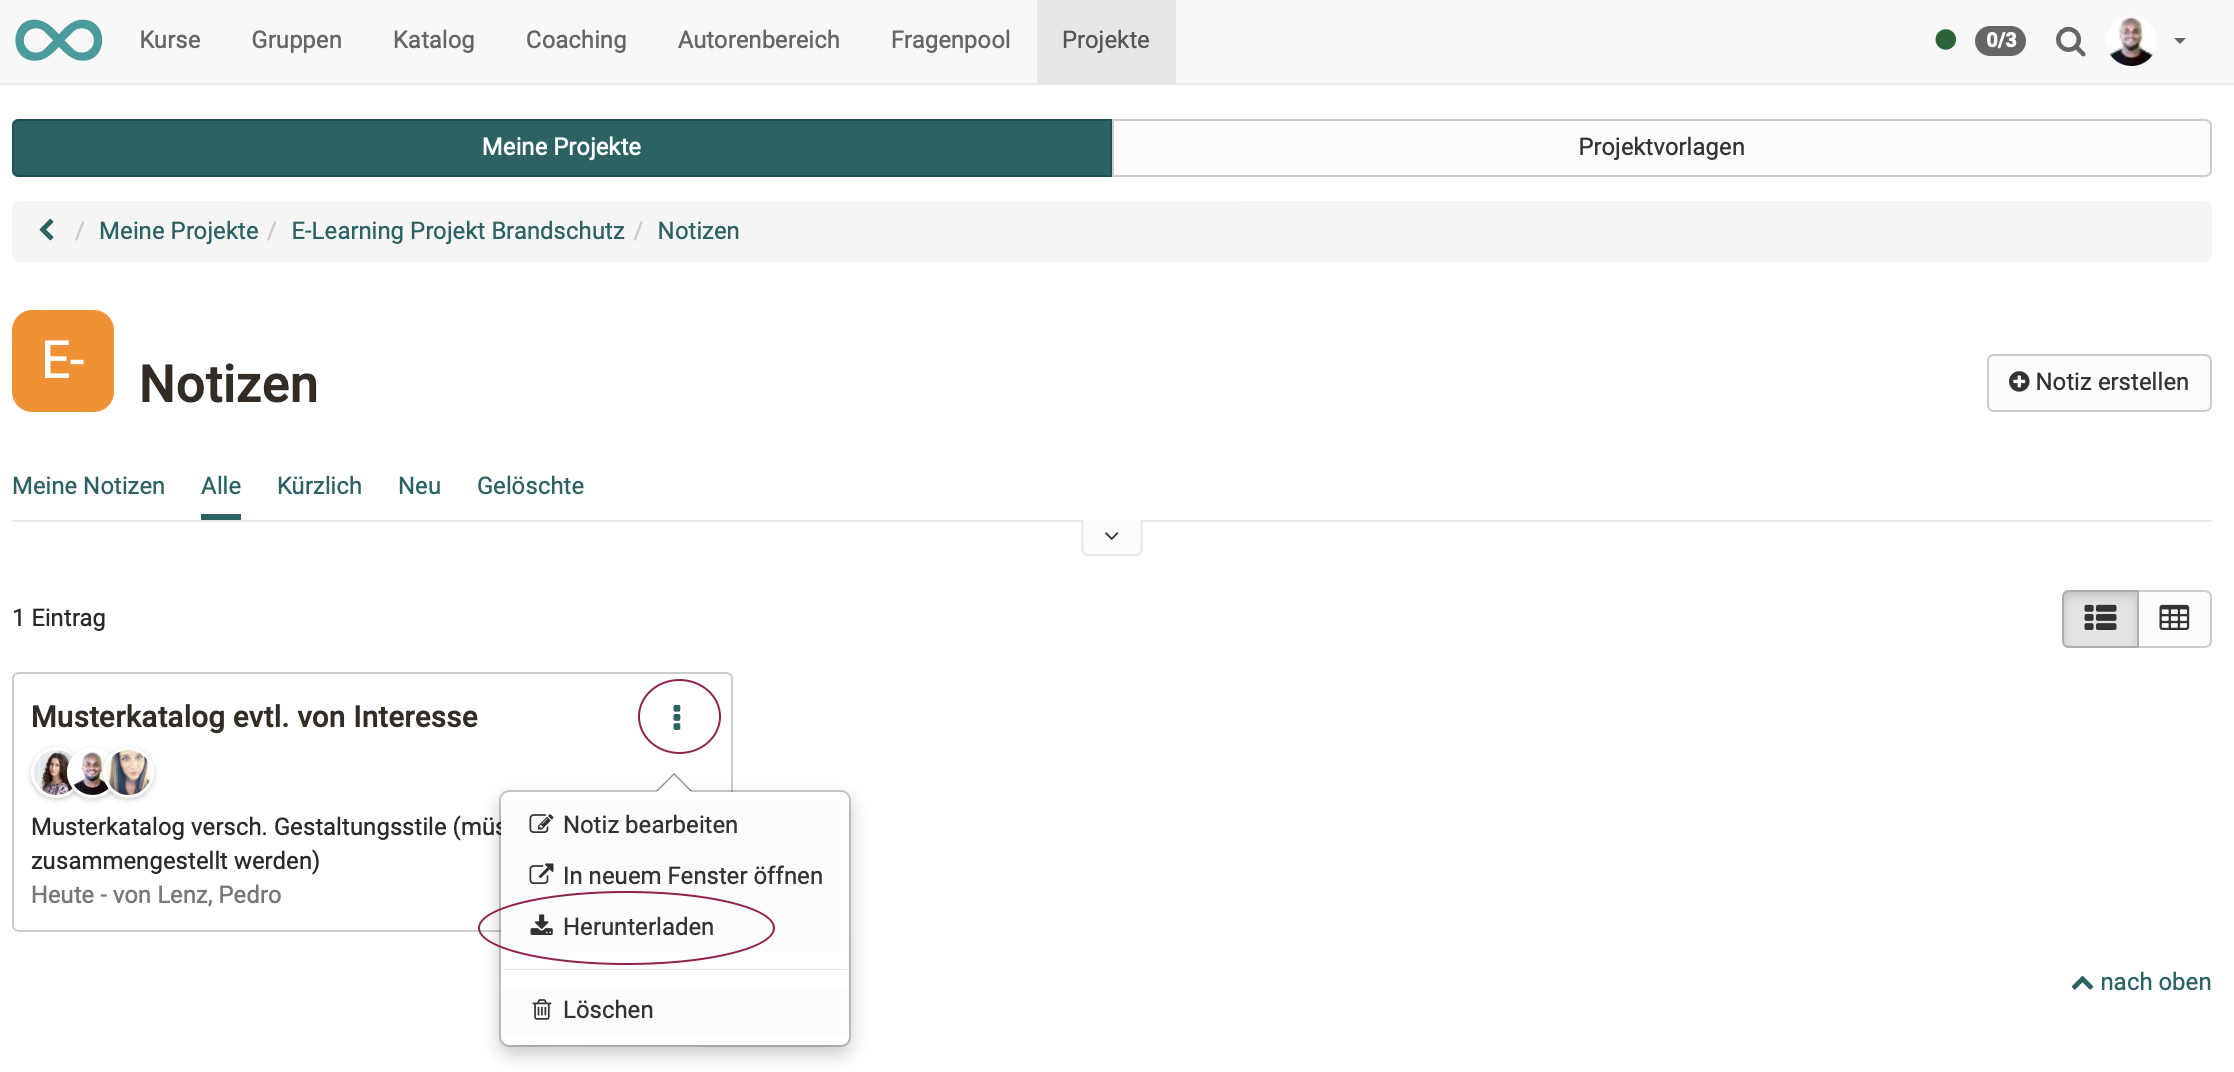 Kurse Gruppen Katalog Coaching Autorenbereich Fragenpool Projekte 0/3
Meine Projekte Projektvorlagen
/ Meine Projekte / E-Learning Projekt Brandschutz / Notizen
E-
Notizen
Notiz erstellen
Meine Notizen Alle Kürzlich Neu Gelöschte
1 Eintrag
Musterkatalog evtl. von Interesse
Musterkatalog versch. Gestaltungsstile (müs
zusammengestellt werden)
Heute - von Lenz, Pedro
Notiz bearbeiten
In neuem Fenster öffnen
Herunterladen
Löschen
nach oben